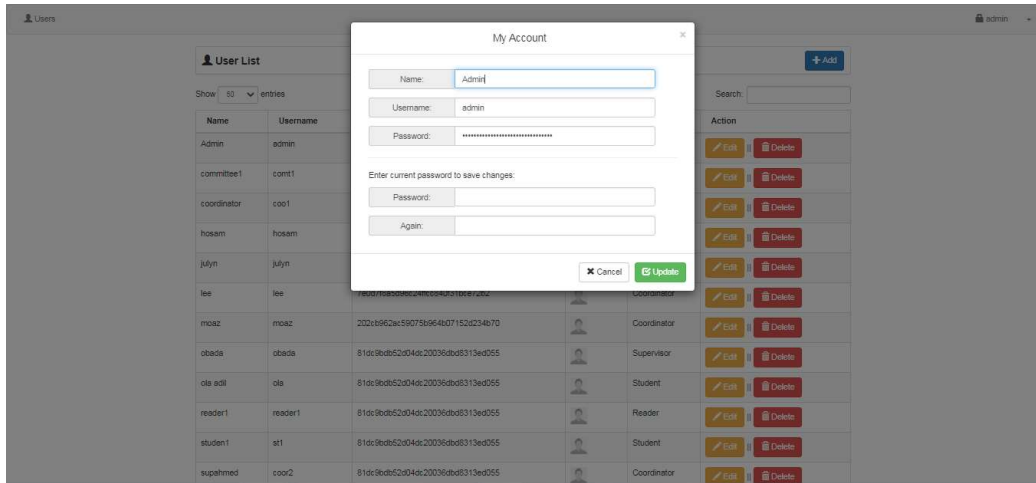 Users
admin
My Account
×
User List
Add
Name:
Admin
Show 50 entries
Search:
Username:
admin
Name Username Action
Password:
Admin admin Edit || Delete
committee1 comt1 Edit || Delete
Enter current password to save changes:
Password:
coordinator coo1 Edit || Delete
Again:
hosam hosam Edit || Delete
julyn julyn Edit || Delete
Cancel
Update
lee lee Coordinator Edit || Delete
moaz moaz 202cb962ac59075b964b07152d234b70 Coordinator Edit || Delete
obada obada 81dc9bdb52d04dc20036dbd8313ed055 Supervisor Edit || Delete
ola adil ola 81dc9bdb52d04dc20036dbd8313ed055 Student Edit || Delete
reader1 reader1 81dc9bdb52d04dc20036dbd8313ed055 Reader Edit || Delete
studen1 st1 81dc9bdb52d04dc20036dbd8313ed055 Student Edit || Delete
supahmed coor2 81dc9bdb52d04dc20036dbd8313ed055 Coordinator Edit || Delete